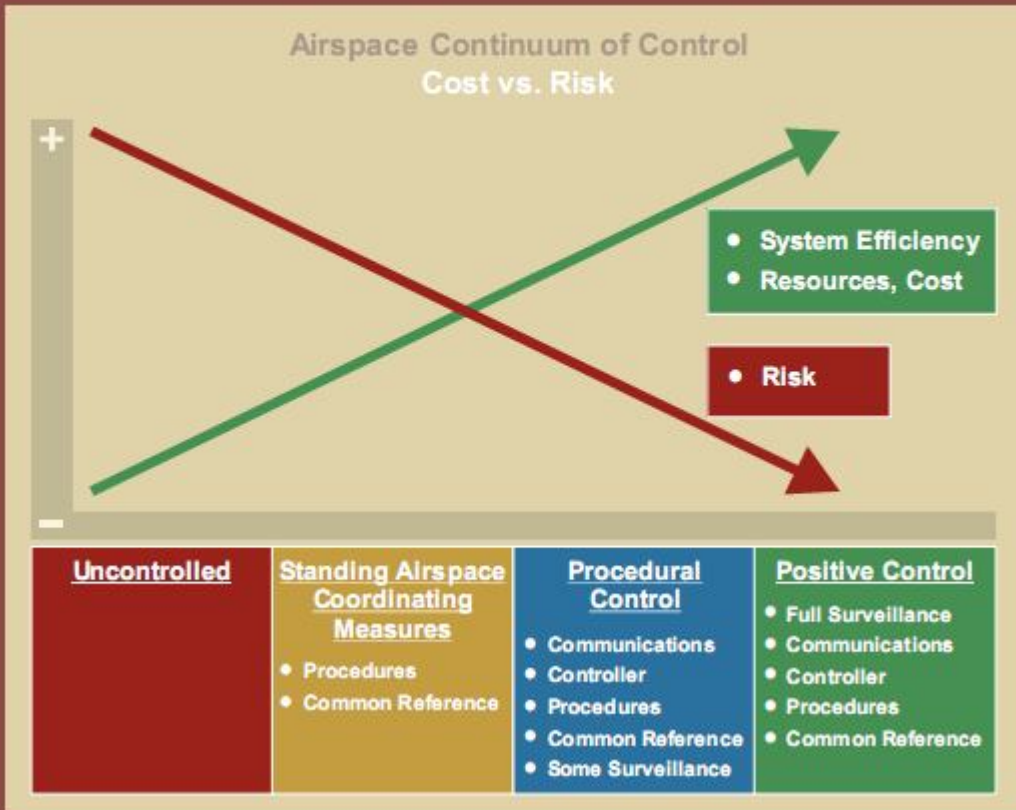 Airspace Continuum of Control
Cost vs. Risk
+
• System Efficiency
• Resources, Cost
• Risk
–
Uncontrolled
Standing Airspace
Coordinating
Measures
• Procedures
• Common Reference
Procedural
Control
• Communications
• Controller
• Procedures
• Common Reference
• Some Surveillance
Positive Control
• Full Surveillance
• Communications
• Controller
• Procedures
• Common Reference